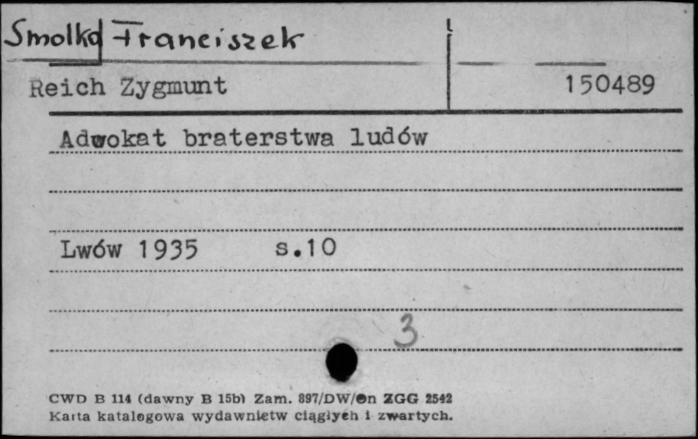 Smolka Franciszek
Reich Zygmunt 150489
Adwokat braterstwa ludów
Lwów 1935 s.10
3
CWD B 114 (dawny B 15b) Zam. 897/DW/On ZGG 2542
Karta katalogowa wydawnictw ciągłych i zwartych.